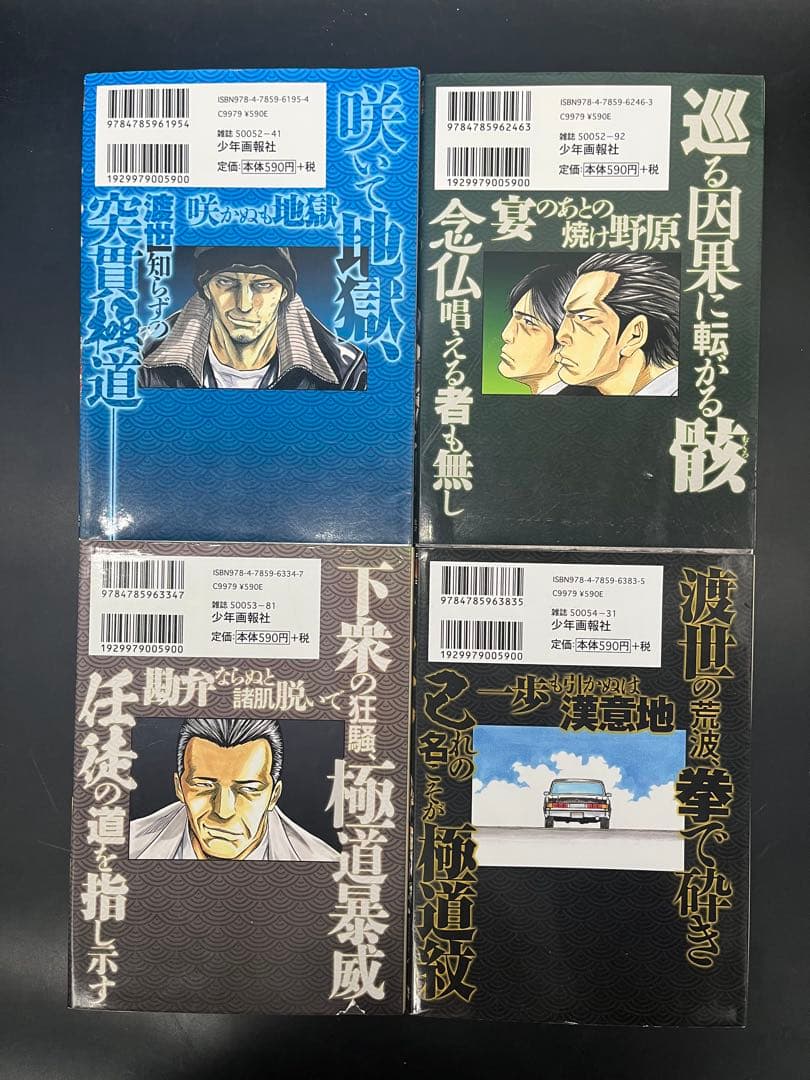 ISBN978-4-7859-6195-4
C9979 ¥590E
9784785961954
雑誌 50052-41
少年画報社
定価:本体590円+税
1929979005900
咲いて地獄、
咲かぬも地獄
渡世知らずの
突貫極道
ISBN978-4-7859-6246-3
C9979 ¥590E
9784785962463
雑誌 50052-92
少年画報社
定価:本体590円+税
1929979005900
巡る因果に転がる骸
むくろ
宴のあとの
焼け野原
念仏唱える者も無し
ISBN978-4-7859-6334-7
C9979 ¥590E
9784785963347
雑誌 50053-81
少年画報社
定価:本体590円+税
1929979005900
下衆の狂騒、極道暴威
勘弁ならぬと
諸肌脱いで
任徒の道を指し示す
ISBN978-4-7859-6383-5
C9979 ¥590E
9784785963835
雑誌 50054-31
少年画報社
定価:本体590円+税
1929979005900
渡世の荒波、拳で砕き
一歩も引かぬは
漢意地
己れの名こそが極道紋